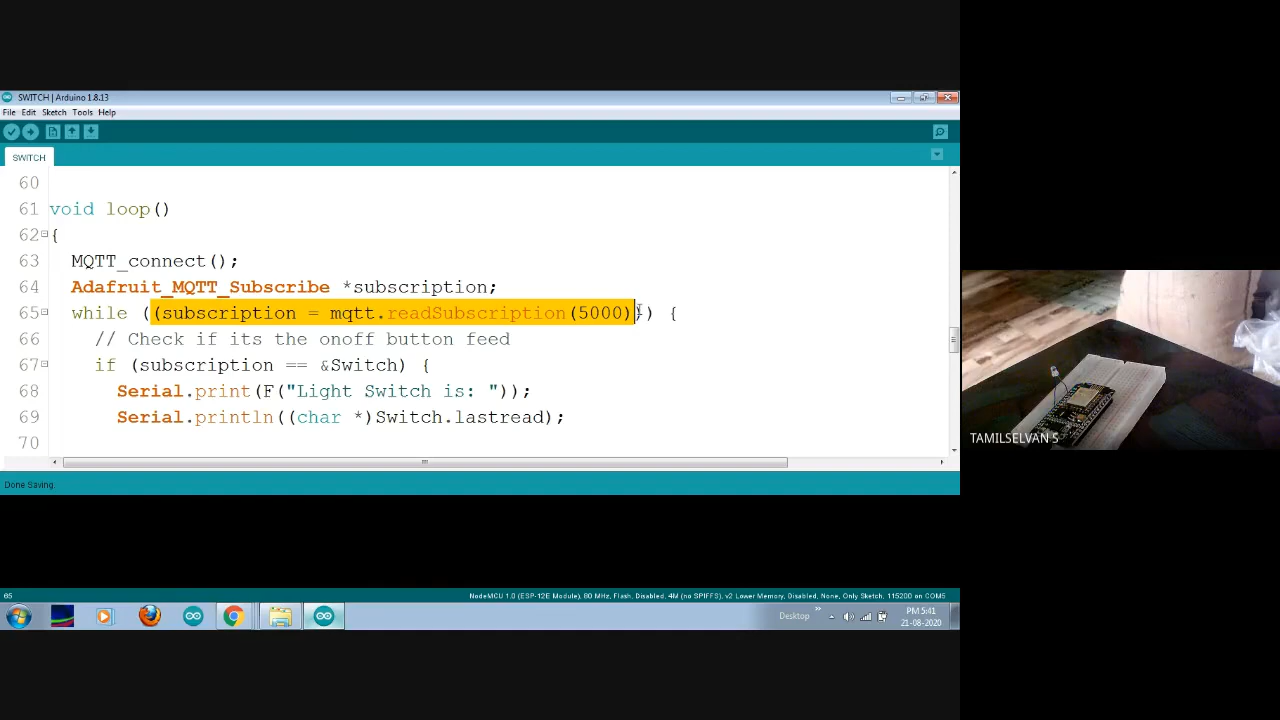 SWITCH | Arduino 1.8.13
File Edit Sketch Tools Help
SWITCH
60
61 void loop()
62 {
63 MQTT_connect();
64 Adafruit_MQTT_Subscribe *subscription;
65 while ((subscription = mqtt.readSubscription(5000))) {
66 // Check if its the onoff button feed
67 if (subscription == &Switch) {
68 Serial.print(F("Light Switch is: "));
69 Serial.println((char *)Switch.lastread);
70
TAMILSELVAN S
Done Saving.
65 NodeMCU 1.0 (ESP-12E Module), 80 MHz, Flash, Disabled, 4M (no SPIFFS), v2 Lower Memory, Disabled, None, Only Sketch, 115200 on COM5
Desktop
PM 5:41
21-08-2020